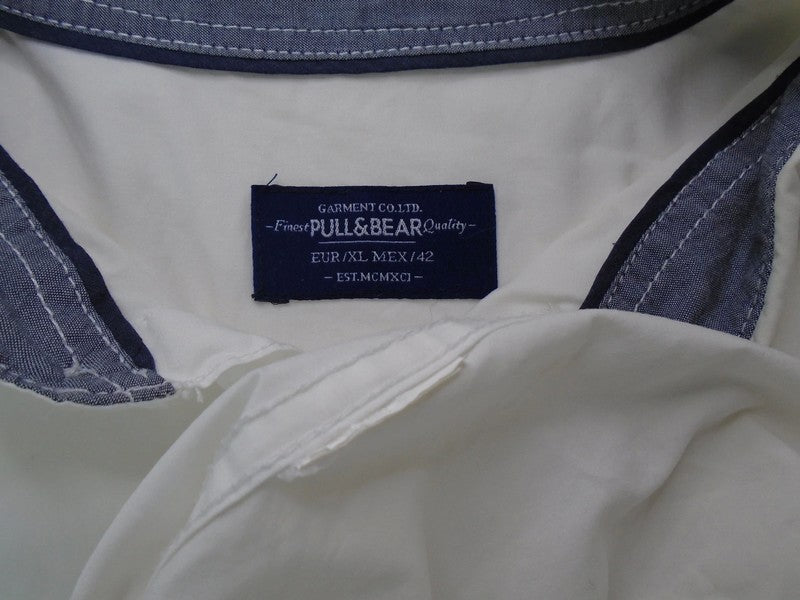 GARMENT CO.LTD.
-Finest PULL&BEAR Quality-
EUR/XL MEX/42
- EST.MCMXCI -